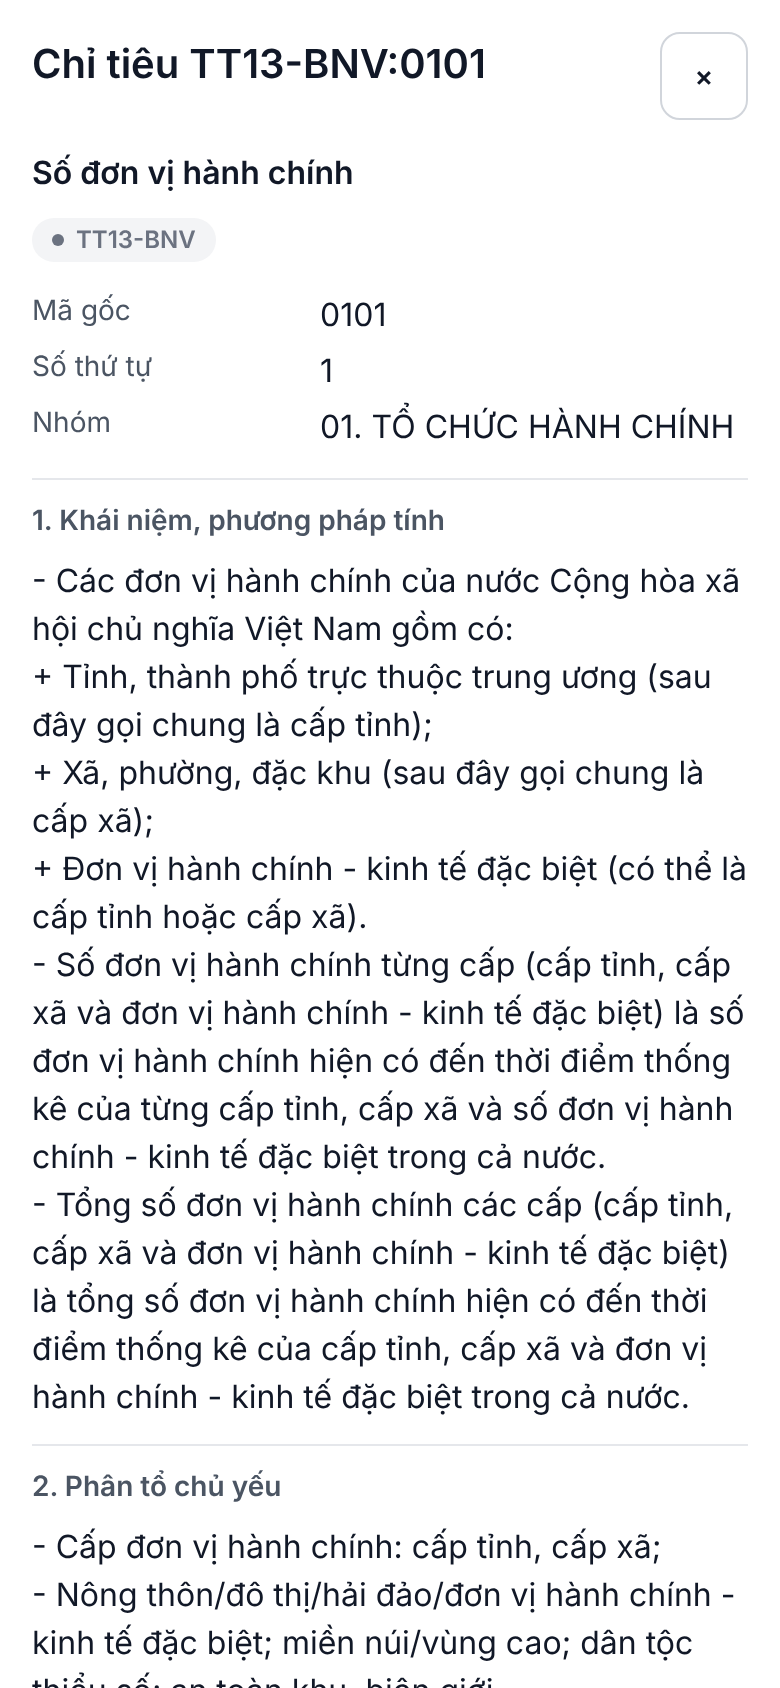 Chỉ tiêu TT13-BNV:0101
×
Số đơn vị hành chính
• TT13-BNV
Mã gốc 0101
Số thứ tự 1
Nhóm 01. TỔ CHỨC HÀNH CHÍNH
1. Khái niệm, phương pháp tính
- Các đơn vị hành chính của nước Cộng hòa xã
hội chủ nghĩa Việt Nam gồm có:
+ Tỉnh, thành phố trực thuộc trung ương (sau
đây gọi chung là cấp tỉnh);
+ Xã, phường, đặc khu (sau đây gọi chung là
cấp xã);
+ Đơn vị hành chính - kinh tế đặc biệt (có thể là
cấp tỉnh hoặc cấp xã).
- Số đơn vị hành chính từng cấp (cấp tỉnh, cấp
xã và đơn vị hành chính - kinh tế đặc biệt) là số
đơn vị hành chính hiện có đến thời điểm thống
kê của từng cấp tỉnh, cấp xã và số đơn vị hành
chính - kinh tế đặc biệt trong cả nước.
- Tổng số đơn vị hành chính các cấp (cấp tỉnh,
cấp xã và đơn vị hành chính - kinh tế đặc biệt)
là tổng số đơn vị hành chính hiện có đến thời
điểm thống kê của cấp tỉnh, cấp xã và đơn vị
hành chính - kinh tế đặc biệt trong cả nước.
2. Phân tổ chủ yếu
- Cấp đơn vị hành chính: cấp tỉnh, cấp xã;
- Nông thôn/đô thị/hải đảo/đơn vị hành chính -
kinh tế đặc biệt; miền núi/vùng cao; dân tộc
thiểu số; an toàn khu, biên giới